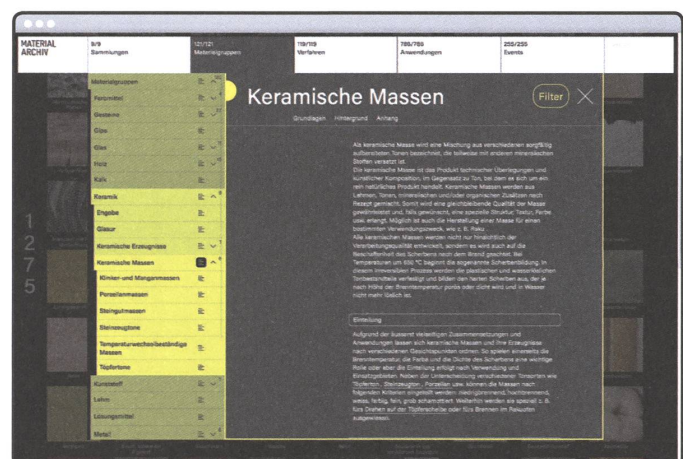 MATERIAL
ARCHIV
9/9
Sammlungen
121/121
Materialgruppen
119/119
Verfahren
786/786
Anwendungen
255/255
Events
Materialgruppen
Farbmittel
Gesteine
Gips
Glas
Holz
Kalk
Keramik
Engobe
Glasur
Keramische Erzeugnisse
Keramische Massen
Klinker- und Manganmassen
Porzellanmassen
Steingutmassen
Steinzeugtone
Temperaturwechselbeständige
Massen
Töpfertone
Kunststoff
Lehm
Lösungsmittel
Metall
1
2
7
5
Keramische Massen
Filter
Grundlagen Hintergrund Anhang
Als keramische Masse wird eine Mischung aus verschiedenen sorgfältig
aufbereiteten Tonen bezeichnet, die teilweise mit anderen mineralischen
Stoffen versetzt ist.
Die keramische Masse ist das Produkt technischer Überlegungen und
künstlicher Komposition, im Gegensatz zu Ton, bei dem es sich um ein
rein natürliches Produkt handelt. Keramische Massen werden aus
Lehmen, Tonen, mineralischen und/oder organischen Zusätzen nach
Rezept gemischt. Somit wird eine gleichbleibende Qualität der Masse
gewährleistet und, falls gewünscht, eine spezielle Struktur, Textur, Farbe
usw. erlangt. Möglich ist auch die Herstellung einer Masse für einen
bestimmten Verwendungszweck, wie z. B. Raku.
Alle keramischen Massen werden nicht nur hinsichtlich der
Verarbeitungsqualität entwickelt, sondern es wird auch auf die
Beschaffenheit des Scherbens nach dem Brand geachtet. Bei
Temperaturen um 550 °C beginnt die sogenannte Scherbenbildung. In
diesem irreversiblen Prozess werden die plastischen und wasserlöslichen
Tonbestandteile verfestigt und bilden den harten Scherben aus, der je
nach Höhe der Brenntemperatur porös oder dicht wird und in Wasser
nicht mehr löslich ist.
Einteilung
Aufgrund der äusserst vielseitigen Zusammensetzungen und
Anwendungen lassen sich keramische Massen und ihre Erzeugnisse
nach verschiedenen Gesichtspunkten ordnen. So spielen einerseits die
Brenntemperatur, die Farbe und die Dichte des Scherbens eine wichtige
Rolle oder aber die Einteilung erfolgt nach Verwendung und
Einsatzgebieten. Neben der Unterscheidung verschiedener Tonsorten wie
Töpferton, Steinzeugton, Porzellan usw. können die Massen nach
folgenden Kriterien eingeteilt werden: niedrigbrennend, hochbrennend,
weiss, farbig, fein, grob schamottiert. Weiterhin werden sie speziell z. B.
fürs Drehen auf der Töpferscheibe oder fürs Brennen im Rakuofen
ausgewiesen.